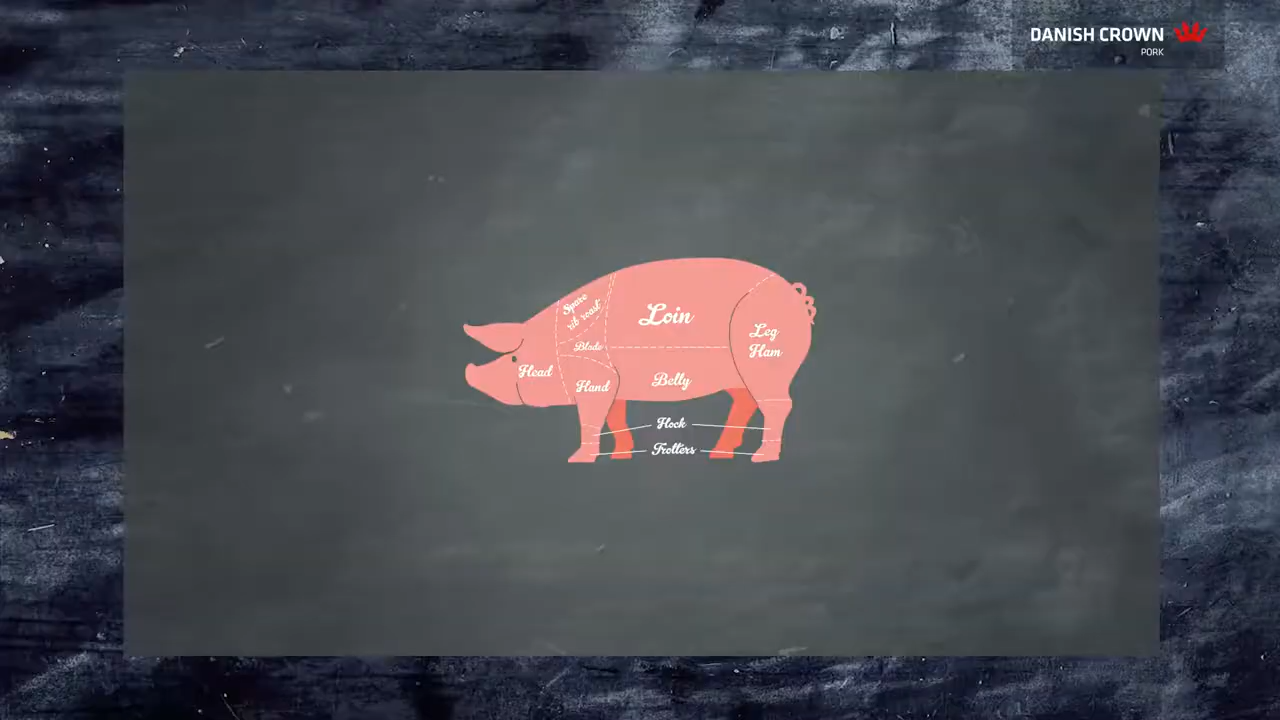 DANISH CROWN
PORK
Spare
rib roast
Loin
Leg
Ham
Blade
Head
Hand
Belly
Hock
Trotters